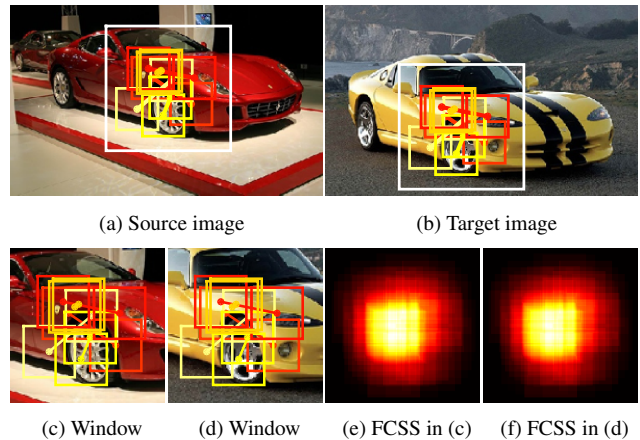 (a) Source image
(b) Target image
(c) Window
(d) Window
(e) FCSS in (c)
(f) FCSS in (d)